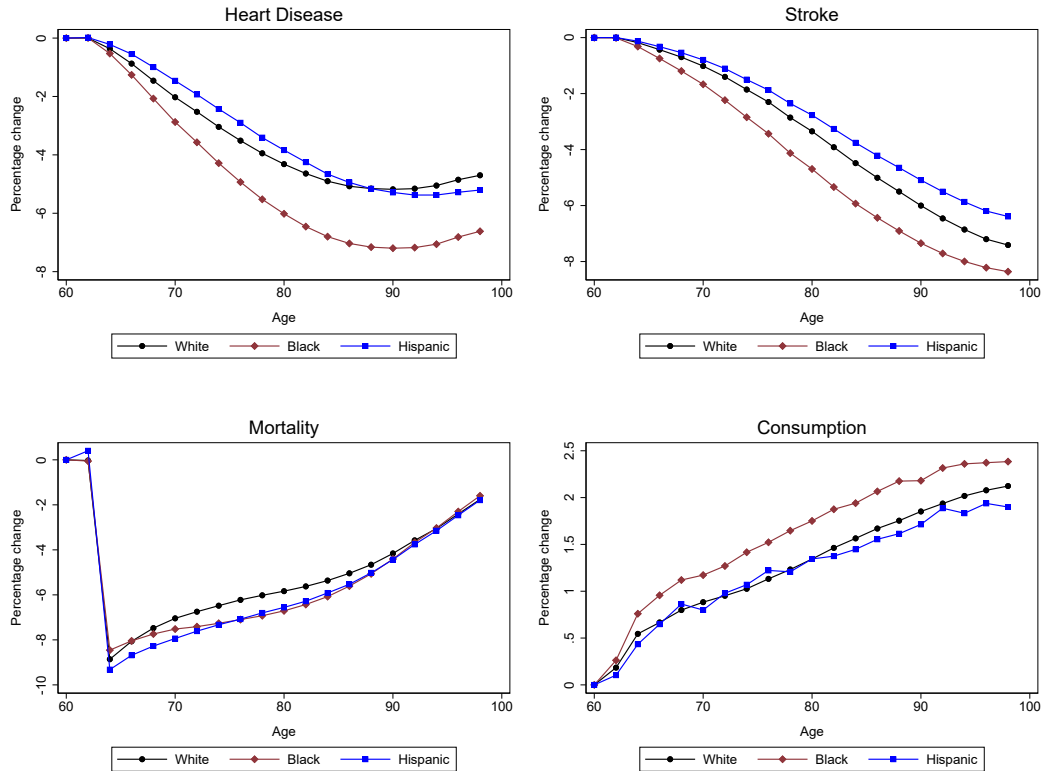 Heart Disease
Percentage change
0
-2
-4
-6
-8
60 70 80 90 100
Age
White Black Hispanic
Stroke
Percentage change
0
-2
-4
-6
-8
60 70 80 90 100
Age
White Black Hispanic
Mortality
Percentage change
0
-2
-4
-6
-8
-10
60 70 80 90 100
Age
White Black Hispanic
Consumption
Percentage change
2.5
2
1.5
1
.5
0
60 70 80 90 100
Age
White Black Hispanic